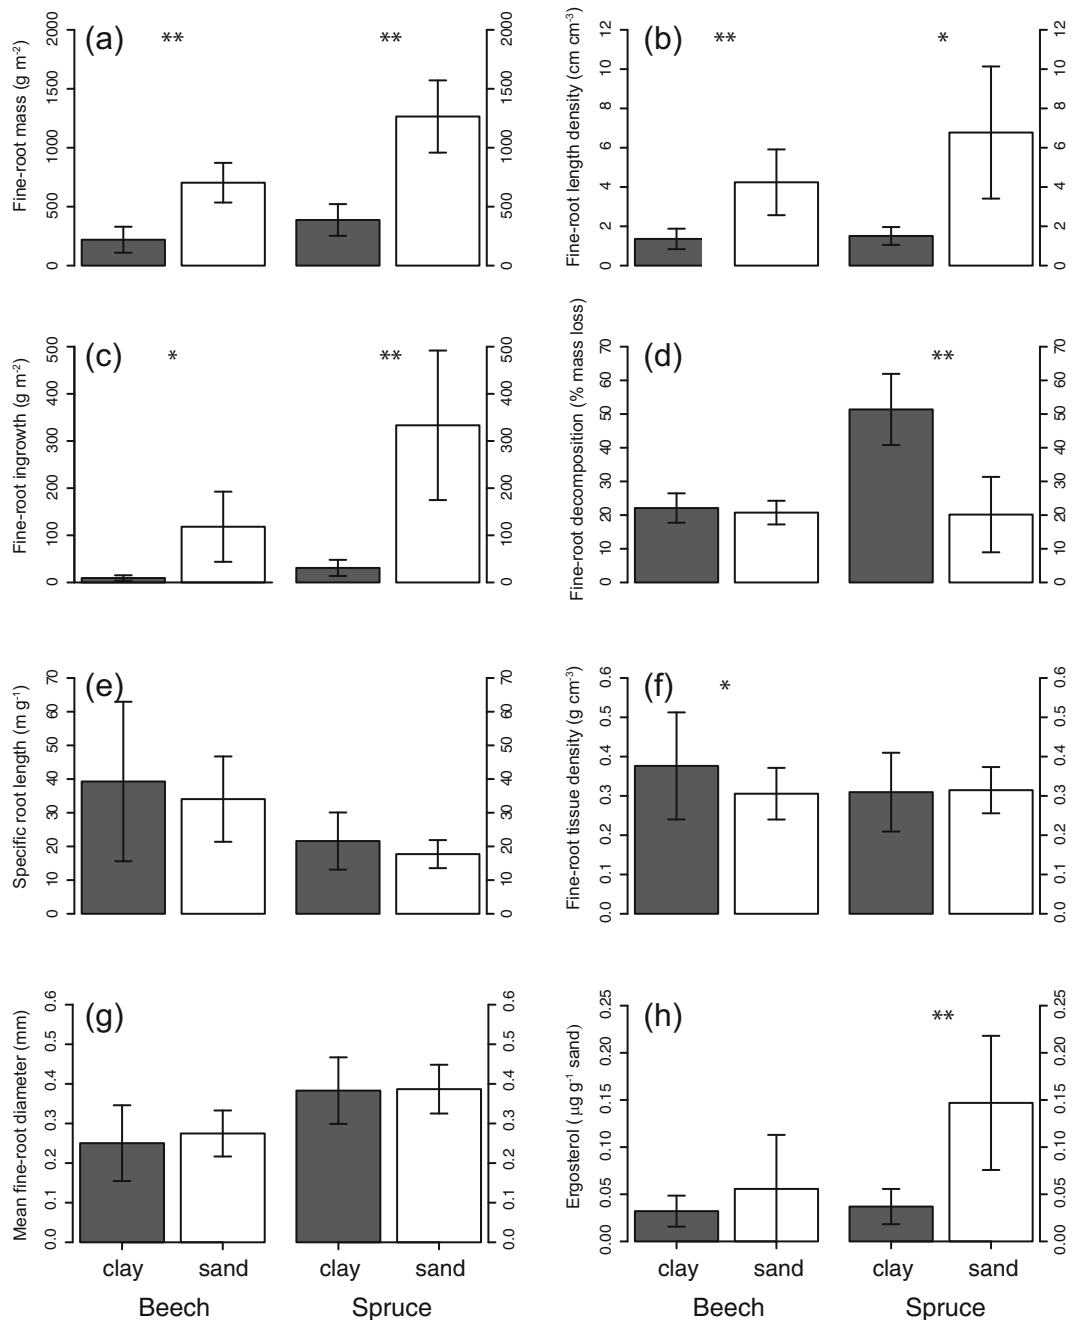 (a)
**
**
Fine-root mass (g m-2)
0 500 1000 1500 2000
0 500 1000 1500 2000
(b)
**
*
Fine-root length density (cm cm-3)
0 2 4 6 8 10 12
0 2 4 6 8 10 12
(c)
*
**
Fine-root ingrowth (g m-2)
0 100 200 300 400 500
0 100 200 300 400 500
(d)
**
Fine-root decomposition (% mass loss)
0 10 20 30 40 50 60 70
0 10 20 30 40 50 60 70
(e)
Specific root length (m g-1)
0 10 20 30 40 50 60 70
0 10 20 30 40 50 60 70
(f)
*
Fine-root tissue density (g cm-3)
0.0 0.1 0.2 0.3 0.4 0.5 0.6
0.0 0.1 0.2 0.3 0.4 0.5 0.6
(g)
Mean fine-root diameter (mm)
0.0 0.1 0.2 0.3 0.4 0.5 0.6
0.0 0.1 0.2 0.3 0.4 0.5 0.6
clay sand clay sand
Beech Spruce
(h)
**
Ergosterol ( µg g-1 sand)
0.00 0.05 0.10 0.15 0.20 0.25
0.00 0.05 0.10 0.15 0.20 0.25
clay sand clay sand
Beech Spruce